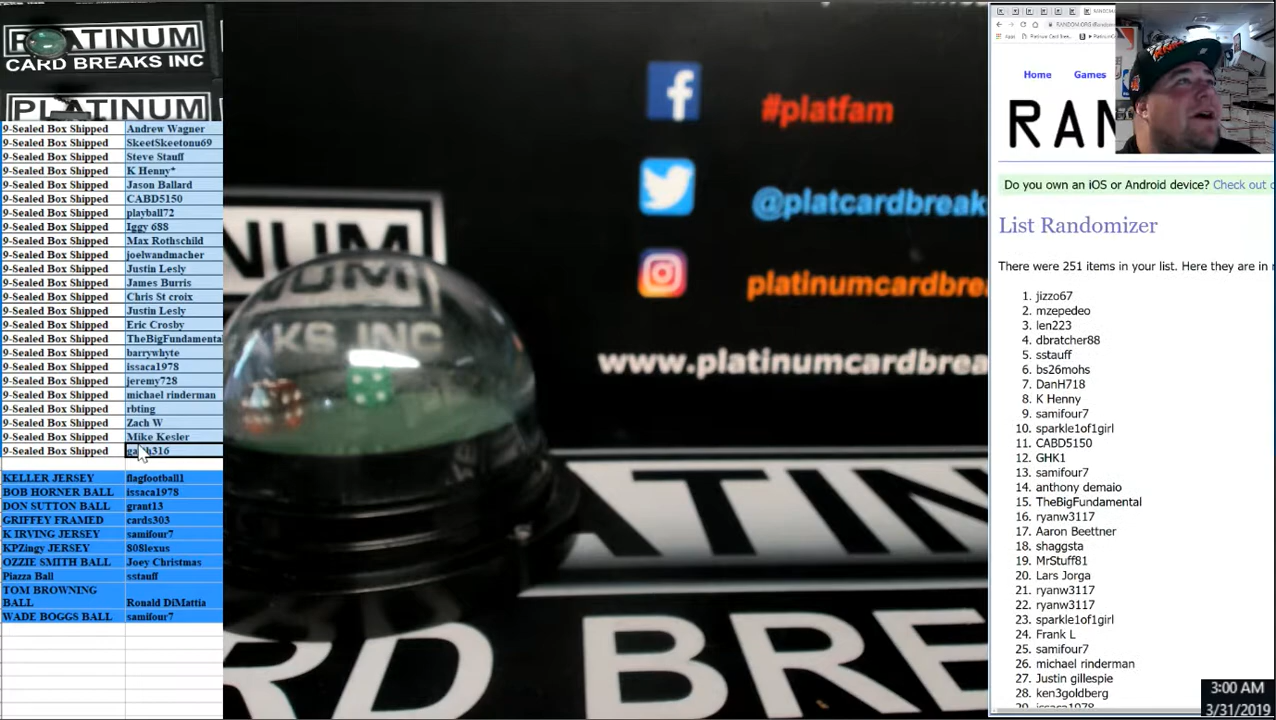 PLATINUM
CARD BREAKS INC
PLATINUM
9-Sealed Box Shipped Andrew Wagner
9-Sealed Box Shipped SkeetSkeetonu69
9-Sealed Box Shipped Steve Stauff
9-Sealed Box Shipped K Henny*
9-Sealed Box Shipped Jason Ballard
9-Sealed Box Shipped CABD5150
9-Sealed Box Shipped playball72
9-Sealed Box Shipped Iggy 688
9-Sealed Box Shipped Max Rothschild
9-Sealed Box Shipped joelwandmacher
9-Sealed Box Shipped Justin Lesly
9-Sealed Box Shipped James Burris
9-Sealed Box Shipped Chris St croix
9-Sealed Box Shipped Justin Lesly
9-Sealed Box Shipped Eric Crosby
9-Sealed Box Shipped TheBigFundamenta
9-Sealed Box Shipped barrywhyte
9-Sealed Box Shipped issaca1978
9-Sealed Box Shipped jeremy728
9-Sealed Box Shipped michael rinderman
9-Sealed Box Shipped rbting
9-Sealed Box Shipped Zach W
9-Sealed Box Shipped Mike Kesler
9-Sealed Box Shipped
KELLER JERSEY flagfootball1
BOB HORNER BALL issaca1978
DON SUTTON BALL grant13
GRIFFEY FRAMED cards303
K IRVING JERSEY samifour7
KPZingy JERSEY 808lexus
OZZIE SMITH BALL Joey Christmas
Piazza Ball sstauff
TOM BROWNING
BALL Ronald DiMattia
WADE BOGGS BALL samifour7
INUM
KS INC
#platfam
@platcardbreak
platinumcardbrea
www.platinumcardbreaks
ATIN
RD BREA
Home Games
RAN
Do you own an iOS or Android device? Check out
List Randomizer
There were 251 items in your list. Here they are in
1. jizzo67
2. mzepedeo
3. len223
4. dbratcher88
5. sstauff
6. bs26mohs
7. DanH718
8. K Henny
9. samifour7
10. sparkle1of1girl
11. CABD5150
12. GHK1
13. samifour7
14. anthony demaio
15. TheBigFundamental
16. ryanw3117
17. Aaron Beettner
18. shaggsta
19. MrStuff81
20. Lars Jorga
21. ryanw3117
22. ryanw3117
23. sparkle1of1girl
24. Frank L
25. samifour7
26. michael rinderman
27. Justin gillespie
28. ken3goldberg
29. issaca1978
3:00 AM
3/31/2019